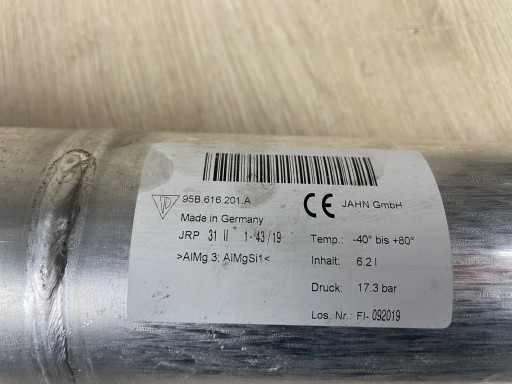 95B.616.201.A
Made in Germany
JRP 31 II 1-43/19
>AlMg 3; AlMgSi1<
CE JAHN GmbH
Temp.: -40° bis +80°
Inhalt: 6.2 l
Druck: 17.3 bar
Los. Nr.: FI- 092019